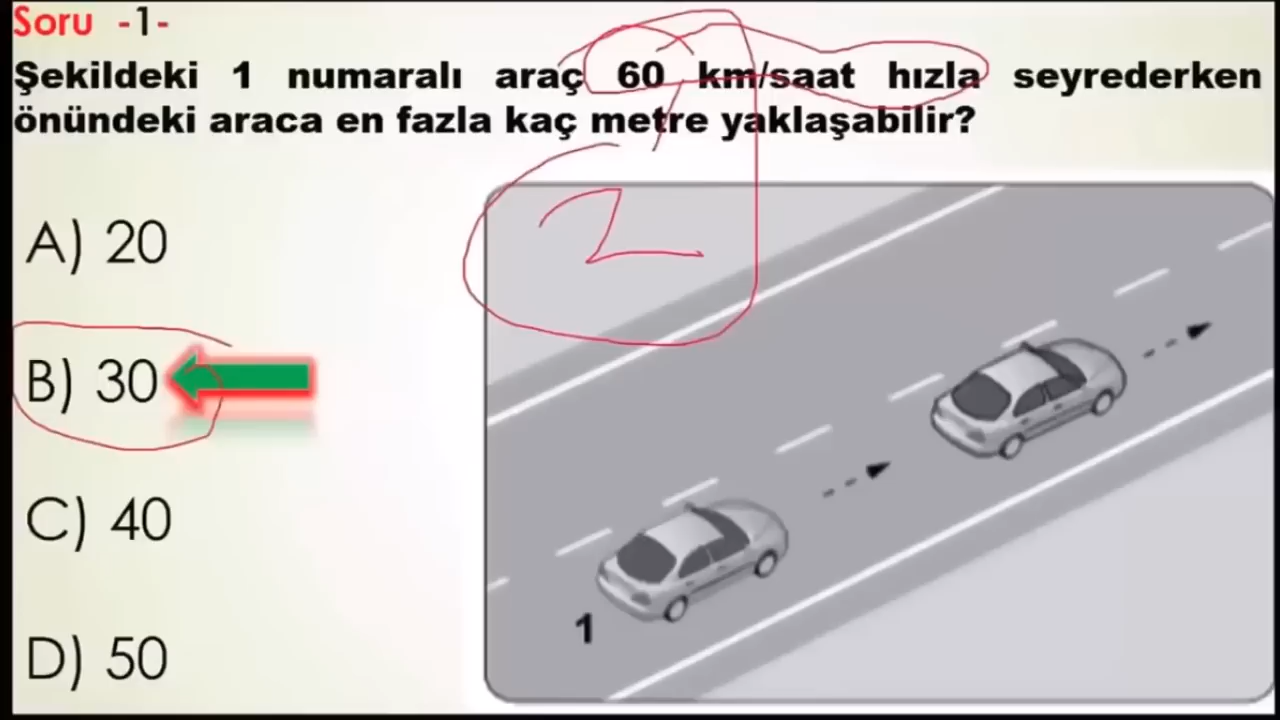 Soru -1-
Şekildeki 1 numaralı araç 60 km/saat hızla seyrederken
önündeki araca en fazla kaç metre yaklaşabilir?
2
A) 20
B) 30
C) 40
D) 50
1